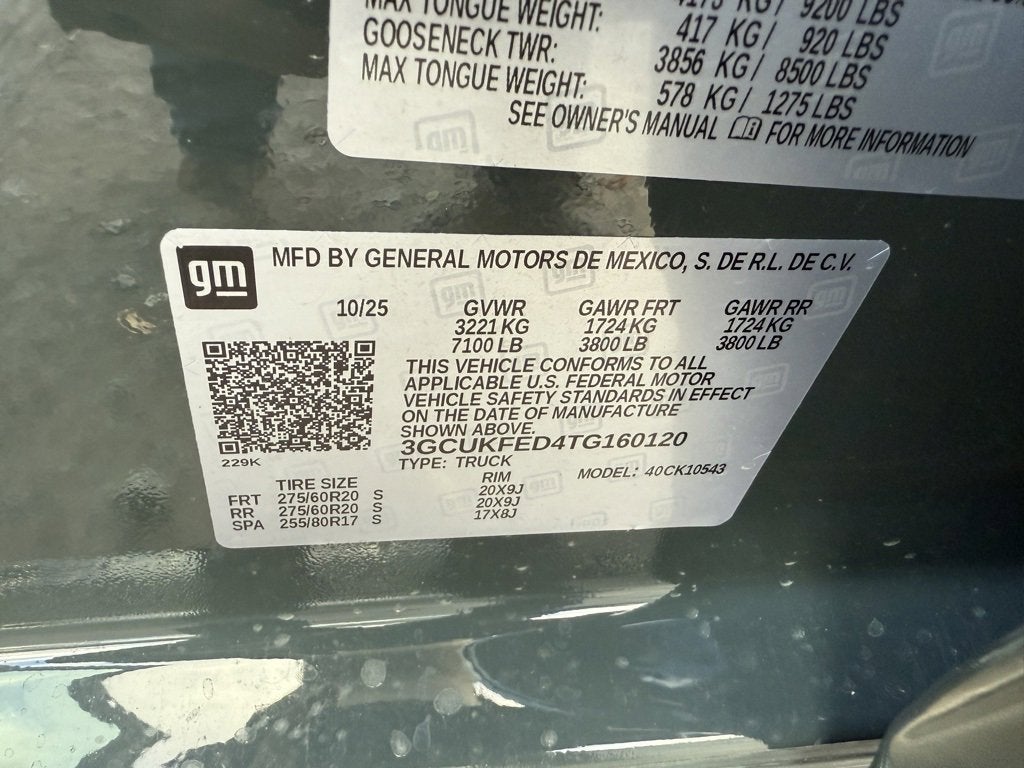 MAX TONGUE WEIGHT: 417 KG/ 920 LBS
GOOSENECK TWR: 3856 KG/ 8500 LBS
MAX TONGUE WEIGHT: 578 KG/ 1275 LBS
SEE OWNER'S MANUAL FOR MORE INFORMATION
gm
MFD BY GENERAL MOTORS DE MEXICO, S. DE R.L. DE C.V.
10/25 GVWR GAWR FRT GAWR RR
3221 KG 1724 KG 1724 KG
7100 LB 3800 LB 3800 LB
THIS VEHICLE CONFORMS TO ALL
APPLICABLE U.S. FEDERAL MOTOR
VEHICLE SAFETY STANDARDS IN EFFECT
ON THE DATE OF MANUFACTURE
SHOWN ABOVE.
3GCUKFED4TG160120
229K
TYPE: TRUCK
MODEL: 40CK10543
TIRE SIZE RIM
FRT 275/60R20 S 20X9J
RR 275/60R20 S 20X9J
SPA 255/80R17 S 17X8J